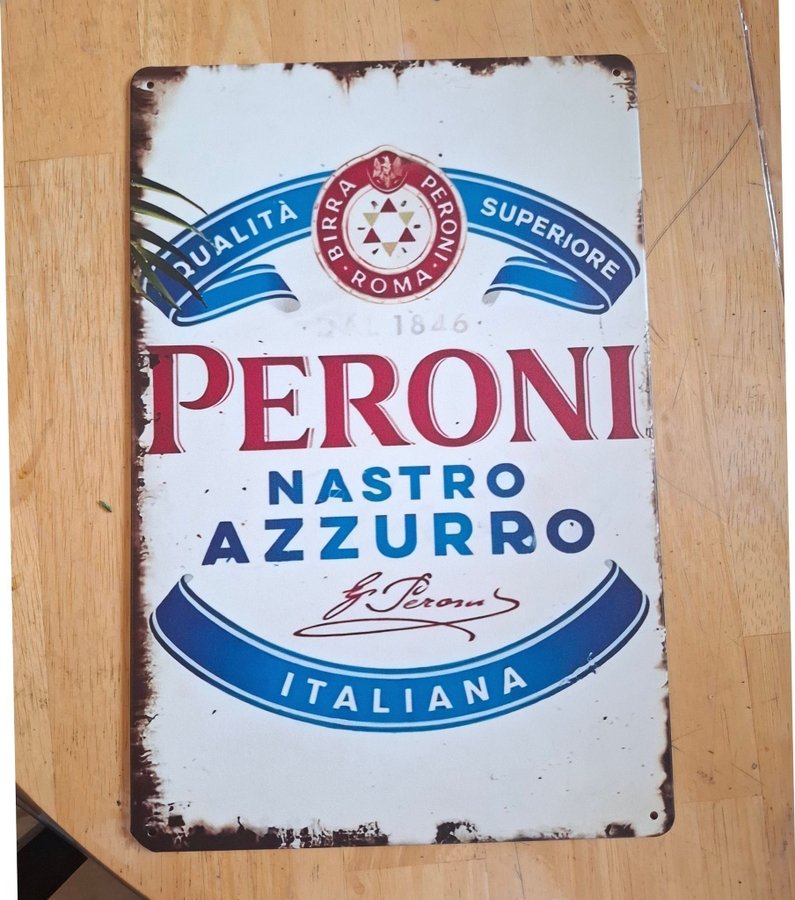 QUALITÀ SUPERIORE
BIRRA PERONI
· ROMA ·
· DAL 1846 ·
PERONI
NASTRO
AZZURRO
G. Peroni
ITALIANA